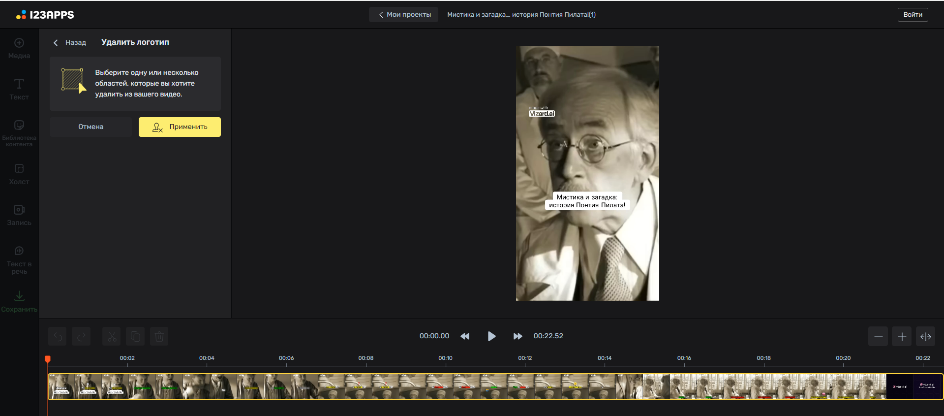 123APPS
Мои проекты
Мистика и загадка... история Понтия Пилата!(1)
Войти
Назад
Удалить логотип
Выберите одну или несколько
областей, которые вы хотите
удалить из вашего видео.
Отмена
Применить
Медиа
Текст
Библиотека
контента
Холст
Запись
Текст в
речь
Сохранить
Vizard.ai
Мистика и загадка:
история Понтия Пилата!
00:00.00
00:22.52
00:02
00:04
00:06
00:08
00:10
00:12
00:14
00:16
00:18
00:20
00:22